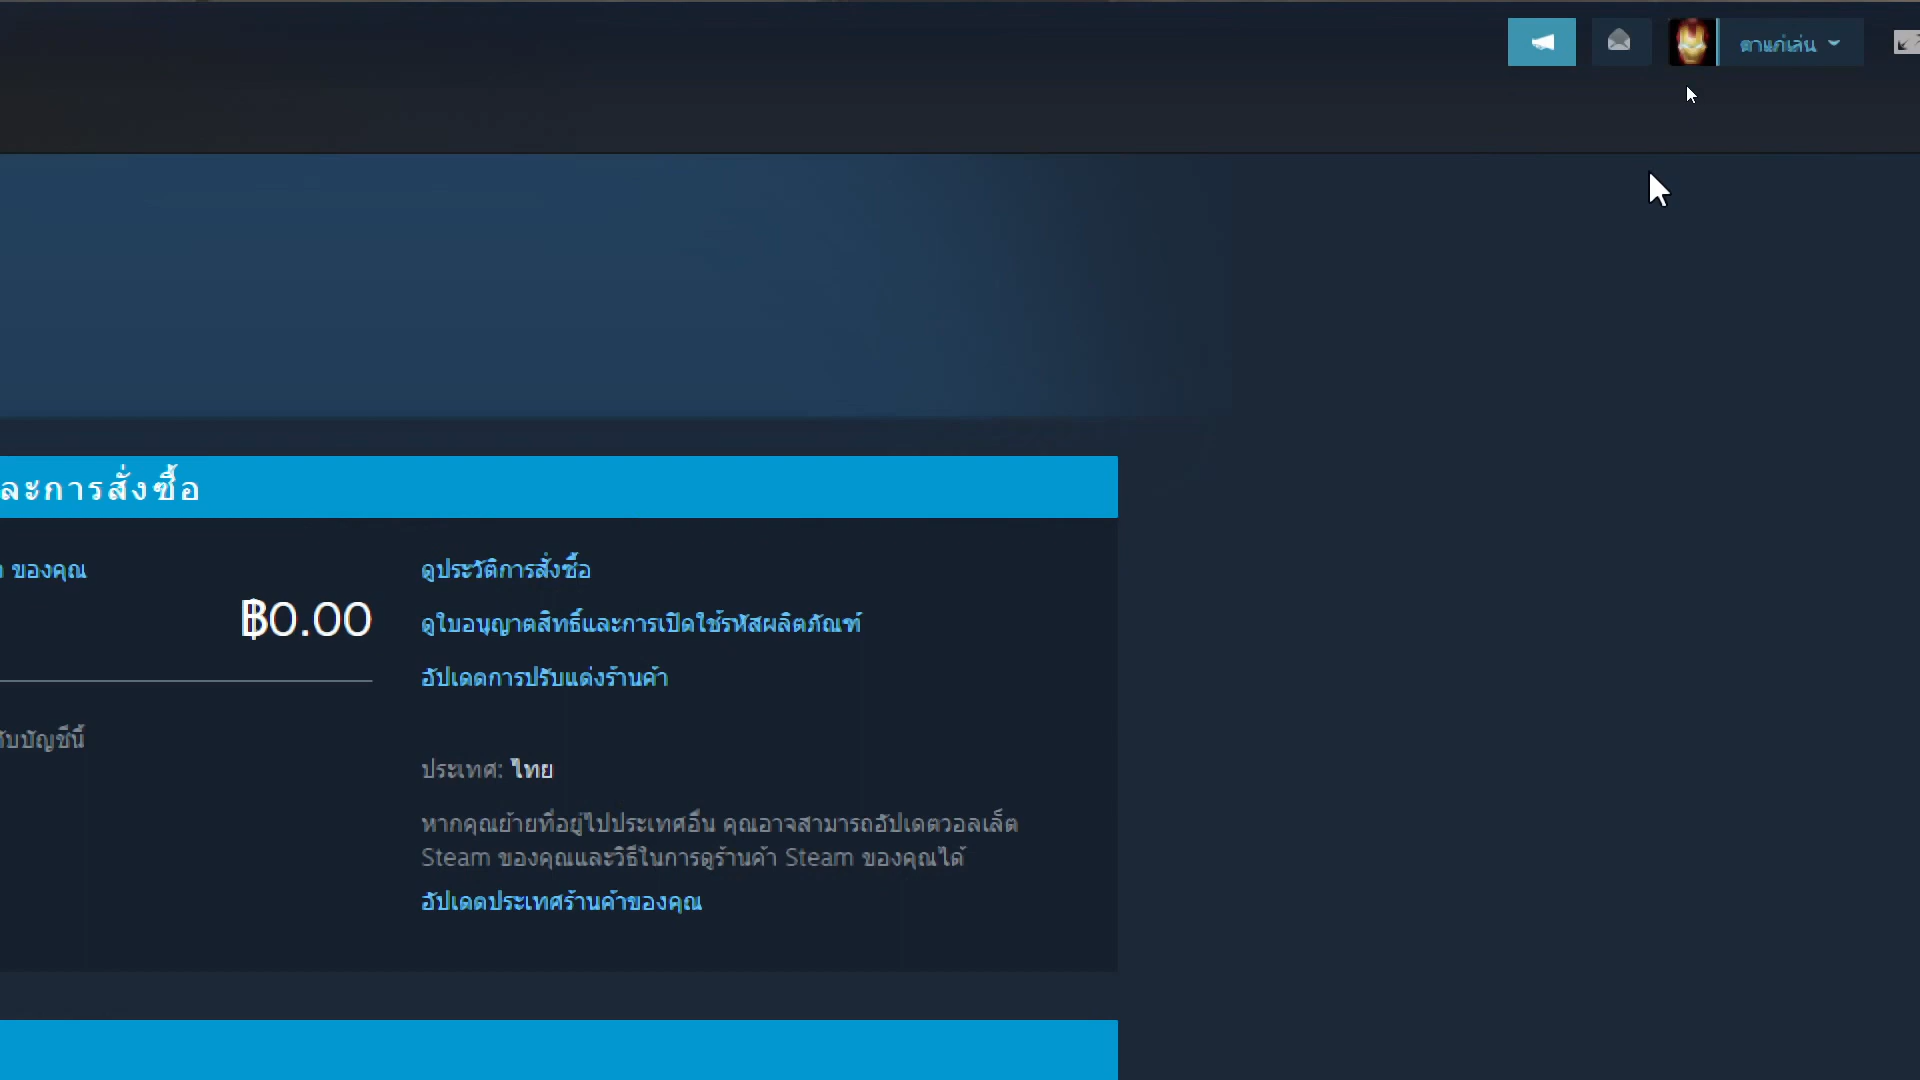 ตาแก่เล่น
ละการสั่งซื้อ
ของคุณ
฿0.00
ดูประวัติการสั่งซื้อ
ดูใบอนุญาตสิทธิ์และการเปิดใช้รหัสผลิตภัณฑ์
อัปเดตการปรับแต่งร้านค้า
กับบัญชีนี้
ประเทศ: ไทย
หากคุณย้ายที่อยู่ไปประเทศอื่น คุณอาจสามารถอัปเดตวอลเล็ต
Steam ของคุณและวิธีในการดูร้านค้า Steam ของคุณได้
อัปเดตประเทศร้านค้าของคุณ